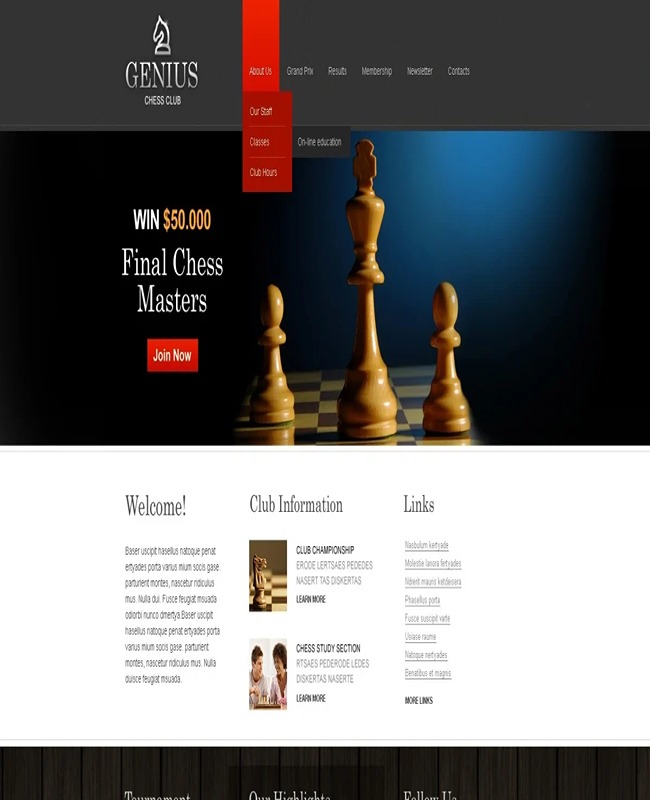 GENIUS
CHESS CLUB
About Us Grand Prix Results Membership Newsletter Contacts
Our Staff
Classes On-line education
Club Hours
WIN $50.000
Final Chess
Masters
Join Now
Welcome!
Baser uscipit hasellus natoque penat
ertyades porta varius mium socis gase.
parturient montes, nascetur ridiculus
mus. Nulla dui. Fusce feugiat msuada
odiorbi nunco dmertya.Baser uscipit
hasellus natoque penat ertyades porta
varius mium socis gase. parturient
montes, nascetur ridiculus mus. Nulla
duisce feugiat msuada.
Club Information
CLUB CHAMPIONSHIP
ERODE LERTSAES PEDEDES
NASERT TAS DISKERTAS
LEARN MORE
CHESS STUDY SECTION
RTSAES PEDERODE LEDES
DISKERTAS NASERTE
LEARN MORE
Links
Nasbulum kertyade
Molestie lanora fertyades
Ndrient mauris ketdesera
Phasellus porta
Fusce suscipit varie
Usiase raume
Natoque nertyades
Benatibus et magnis
MORE LINKS
Tournament Our Highlights Follow Us